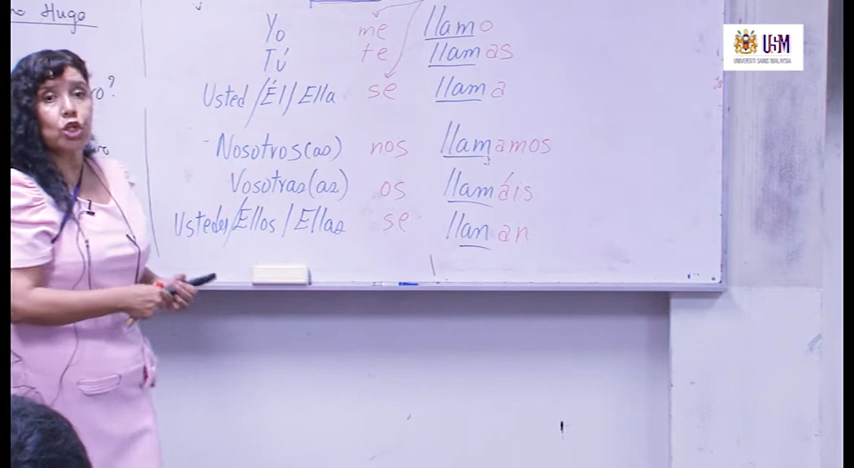 Hugo
Yo me llamo
Tú te llamas
Usted/Él/Ella se llama
Nosotros(as) nos llamamos
Vosotras(as) os llamáis
Ustedes/Ellos/Ellas se llaman
USM
UNIVERSITI SAINS MALAYSIA